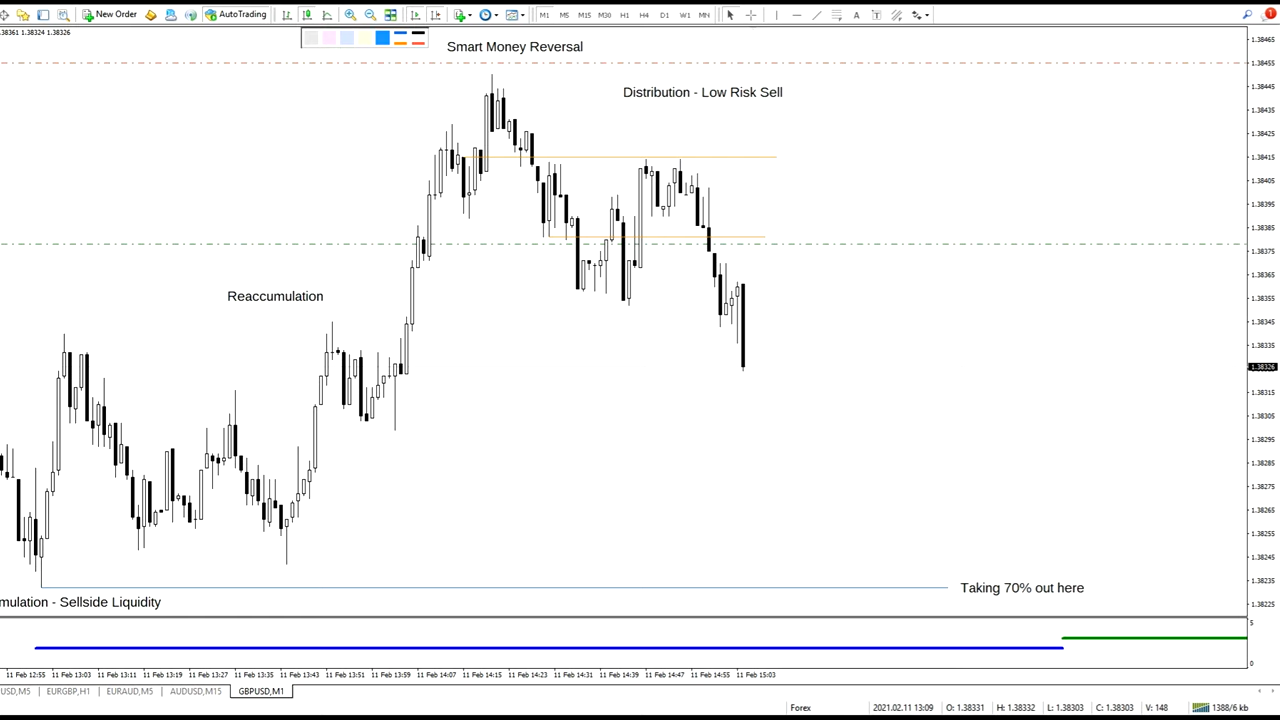 New Order
AutoTrading
M1 M5 M15 M30 H1 H4 D1 W1 MN
A
T
1
.38361 1.38324 1.38326
Smart Money Reversal
Distribution - Low Risk Sell
Reaccumulation
mulation - Sellside Liquidity
Taking 70% out here
1.38465
1.38455
1.38445
1.38435
1.38425
1.38415
1.38405
1.38395
1.38385
1.38375
1.38365
1.38355
1.38345
1.38335
1.38326
1.38315
1.38305
1.38295
1.38285
1.38275
1.38265
1.38255
1.38245
1.38235
1.38225
5
0
11 Feb 12:55 11 Feb 13:03 11 Feb 13:11 11 Feb 13:19 11 Feb 13:27 11 Feb 13:35 11 Feb 13:43 11 Feb 13:51 11 Feb 13:59 11 Feb 14:07 11 Feb 14:15 11 Feb 14:23 11 Feb 14:31 11 Feb 14:39 11 Feb 14:47 11 Feb 14:55 11 Feb 15:03
USD,M5 EURGBP,H1 EURAUD,M5 AUDUSD,M15 GBPUSD,M1
Forex 2021.02.11 13:09 O: 1.38331 H: 1.38332 L: 1.38303 C: 1.38303 V: 148 1388/6 kb